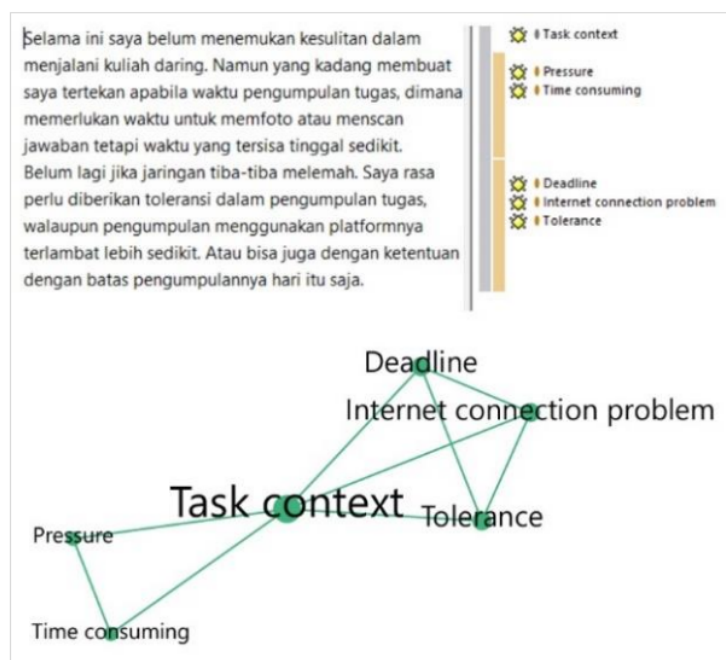 Selama ini saya belum menemukan kesulitan dalam
menjalani kuliah daring. Namun yang kadang membuat
saya tertekan apabila waktu pengumpulan tugas, dimana
memerlukan waktu untuk memfoto atau menscan
jawaban tetapi waktu yang tersisa tinggal sedikit.
Belum lagi jika jaringan tiba-tiba melemah. Saya rasa
perlu diberikan toleransi dalam pengumpulan tugas,
walaupun pengumpulan menggunakan platformnya
terlambat lebih sedikit. Atau bisa juga dengan ketentuan
dengan batas pengumpulannya hari itu saja.
Task context
Pressure
Time consuming
Deadline
Internet connection problem
Tolerance
Deadline
Internet connection problem
Task context
Tolerance
Pressure
Time consuming